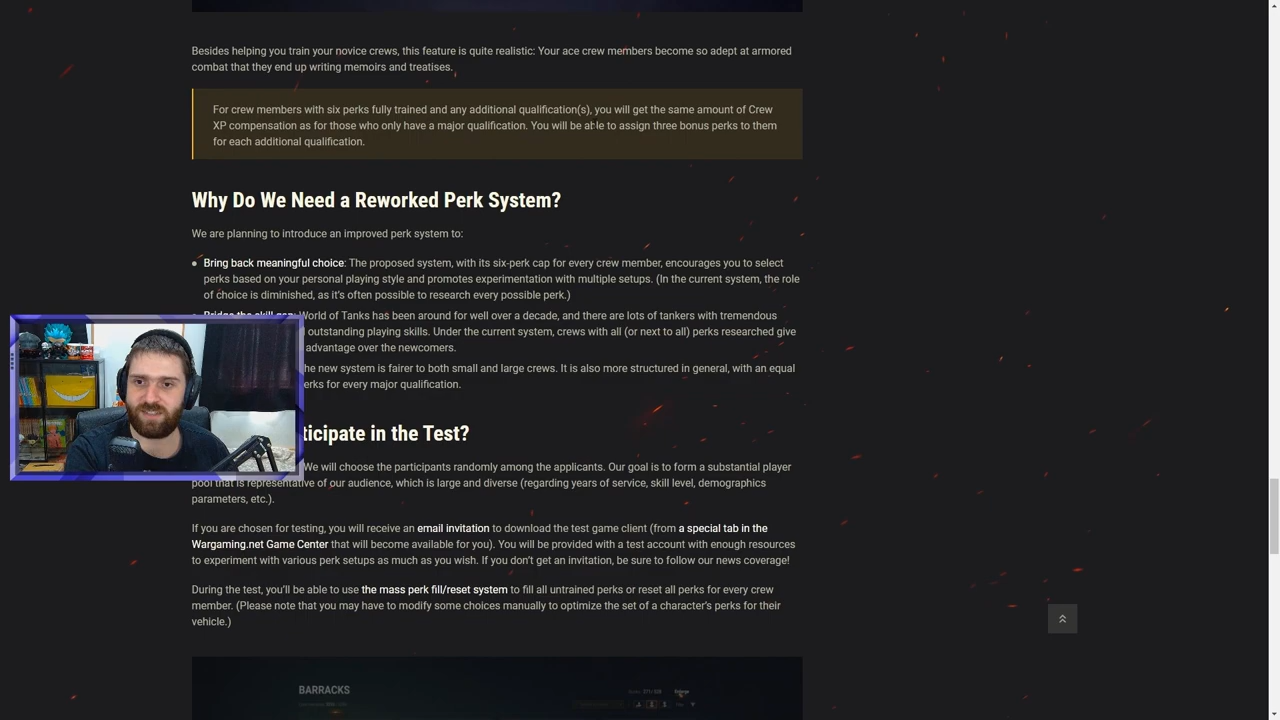 Besides helping you train your novice crews, this feature is quite realistic: Your ace crew members become so adept at armored
combat that they end up writing memoirs and treatises.
For crew members with six perks fully trained and any additional qualification(s), you will get the same amount of Crew
XP compensation as for those who only have a major qualification. You will be able to assign three bonus perks to them
for each additional qualification.
Why Do We Need a Reworked Perk System?
We are planning to introduce an improved perk system to:
Bring back meaningful choice: The proposed system, with its six-perk cap for every crew member, encourages you to select
perks based on your personal playing style and promotes experimentation with multiple setups. (In the current system, the role
of choice is diminished, as it's often possible to research every possible perk.)
Bridge the skill gap: World of Tanks has been around for well over a decade, and there are lots of tankers with tremendous
outstanding playing skills. Under the current system, crews with all (or next to all) perks researched give
advantage over the newcomers.
he new system is fairer to both small and large crews. It is also more structured in general, with an equal
erks for every major qualification.
ticipate in the Test?
We will choose the participants randomly among the applicants. Our goal is to form a substantial player
pool that is representative of our audience, which is large and diverse (regarding years of service, skill level, demographics
parameters, etc.).
If you are chosen for testing, you will receive an email invitation to download the test game client (from a special tab in the
Wargaming.net Game Center that will become available for you). You will be provided with a test account with enough resources
to experiment with various perk setups as much as you wish. If you don't get an invitation, be sure to follow our news coverage!
During the test, you'll be able to use the mass perk fill/reset system to fill all untrained perks or reset all perks for every crew
member. (Please note that you may have to modify some choices manually to optimize the set of a character's perks for their
vehicle.)
BARRACKS